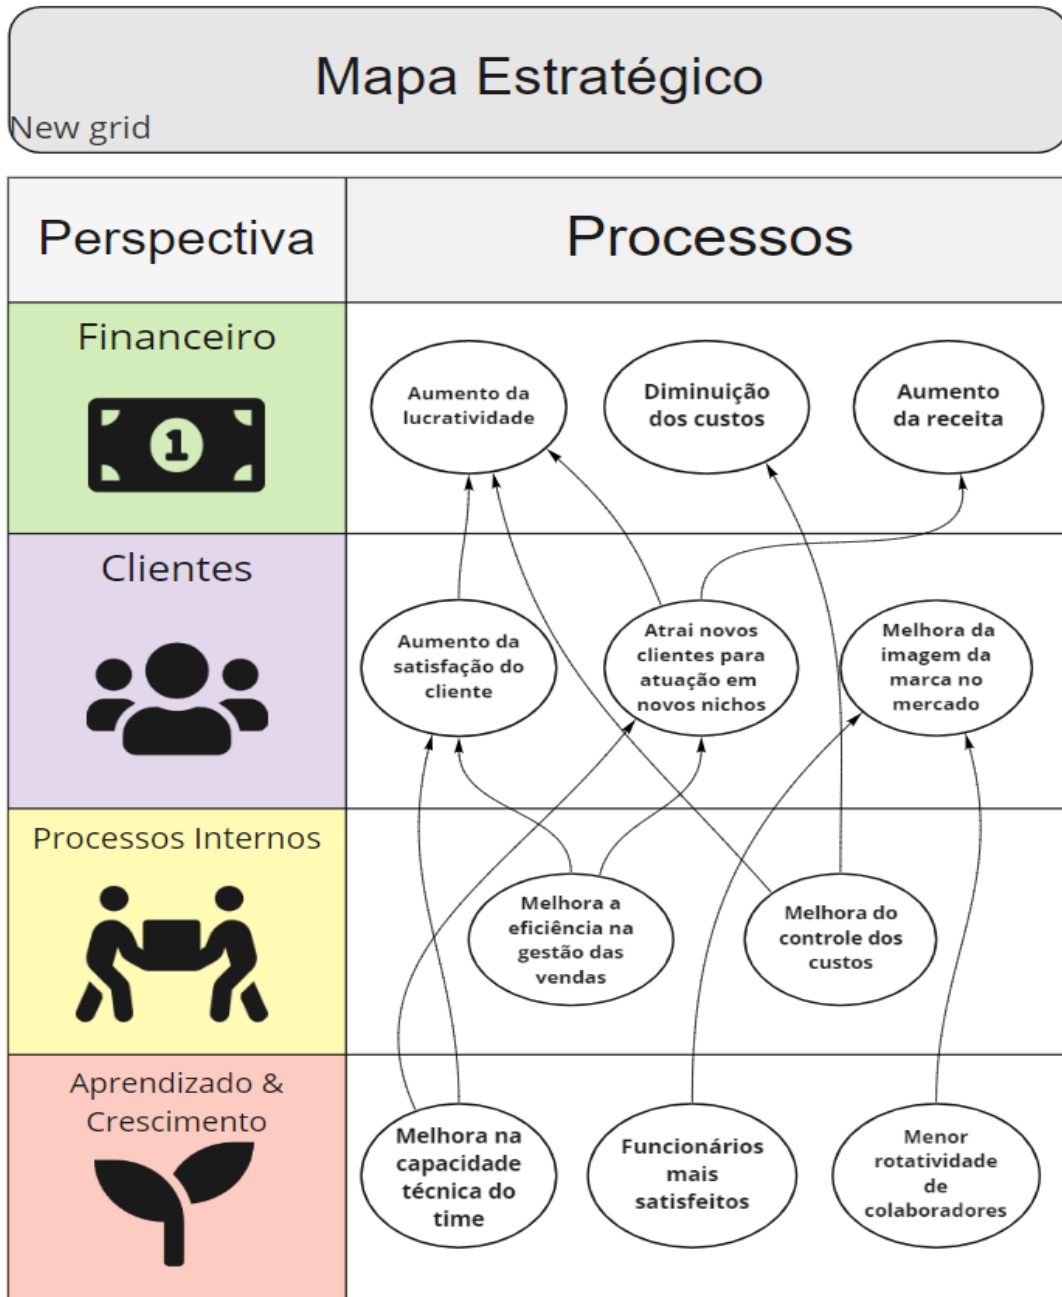 Mapa Estratégico
New grid
Perspectiva
Processos
Financeiro
1
Aumento da
lucratividade
Diminuição
dos custos
Aumento
da receita
Clientes
Aumento da
satisfação do
cliente
Atrai novos
clientes para
atuação em
novos nichos
Melhora da
imagem da
marca no
mercado
Processos Internos
Melhora a
eficiência na
gestão das
vendas
Melhora do
controle dos
custos
Aprendizado &
Crescimento
Melhora na
capacidade
técnica do
time
Funcionários
mais
satisfeitos
Menor
rotatividade
de
colaboradores